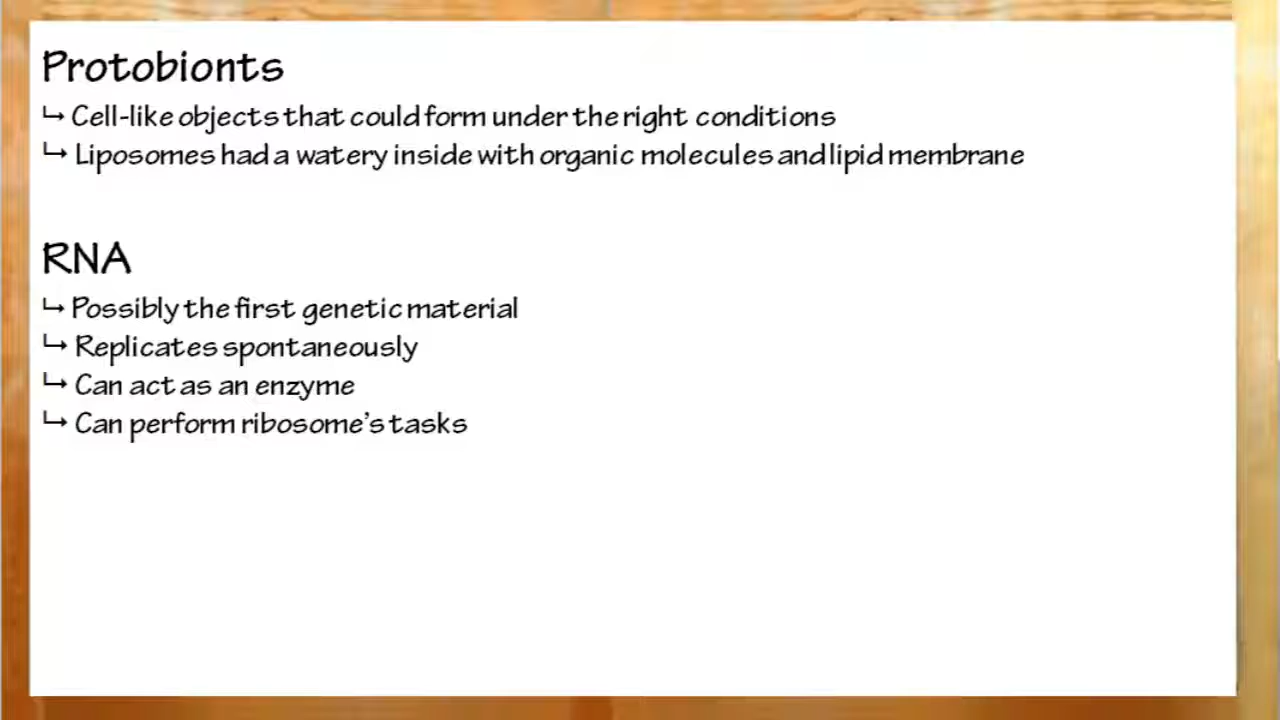 Protobionts
↳ Cell-like objects that could form under the right conditions
↳ Liposomes had a watery inside with organic molecules and lipid membrane
RNA
↳ Possibly the first genetic material
↳ Replicates spontaneously
↳ Can act as an enzyme
↳ Can perform ribosome's tasks